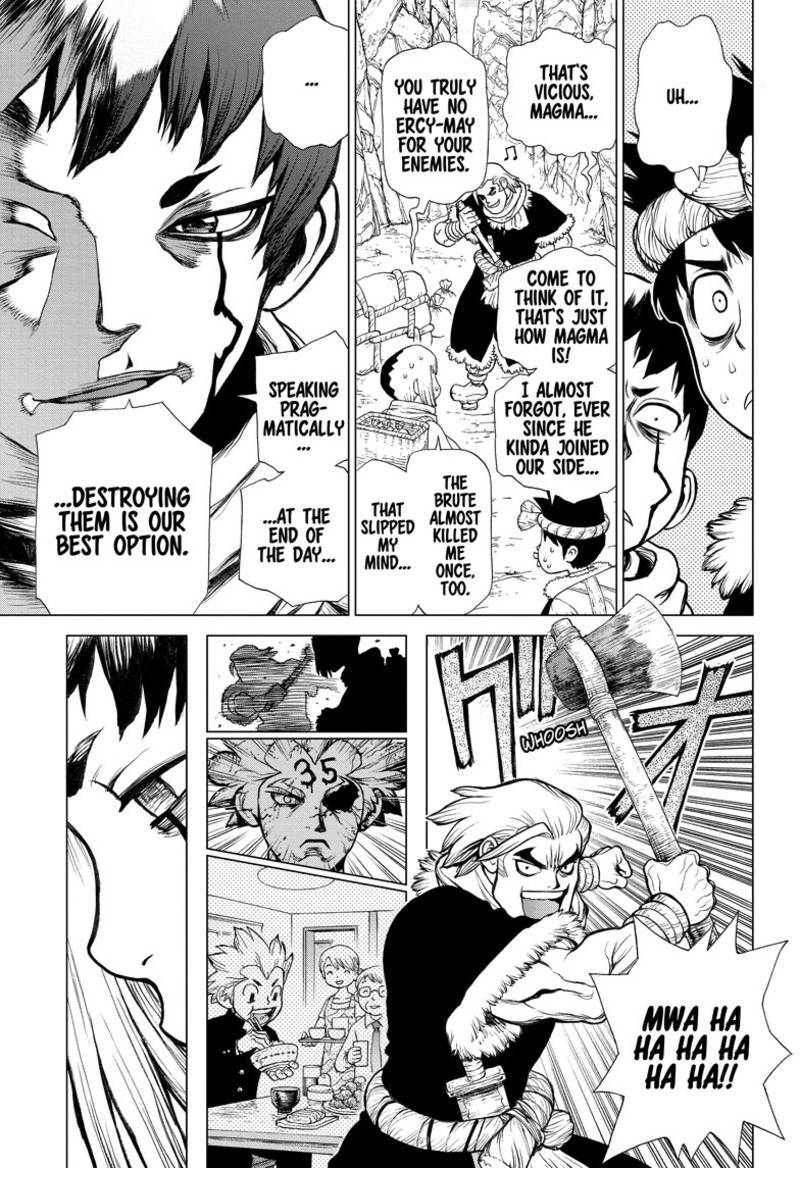 UH...
THAT'S
VICIOUS,
MAGMA...
YOU TRULY
HAVE NO
ERCY-MAY
FOR YOUR
ENEMIES.
COME TO
THINK OF IT,
THAT'S JUST
HOW MAGMA
IS!
I ALMOST
FORGOT, EVER
SINCE HE
KINDA JOINED
OUR SIDE...
THE
BRUTE
ALMOST
KILLED
ME
ONCE,
TOO.
THAT
SLIPPED
MY
MIND...
...
SPEAKING
PRAG-
MATICALLY
...
...AT THE
END OF
THE DAY...
...DESTROYING
THEM IS OUR
BEST OPTION.
WHOOSH
MWA HA
HA HA HA
HA HA!!
35